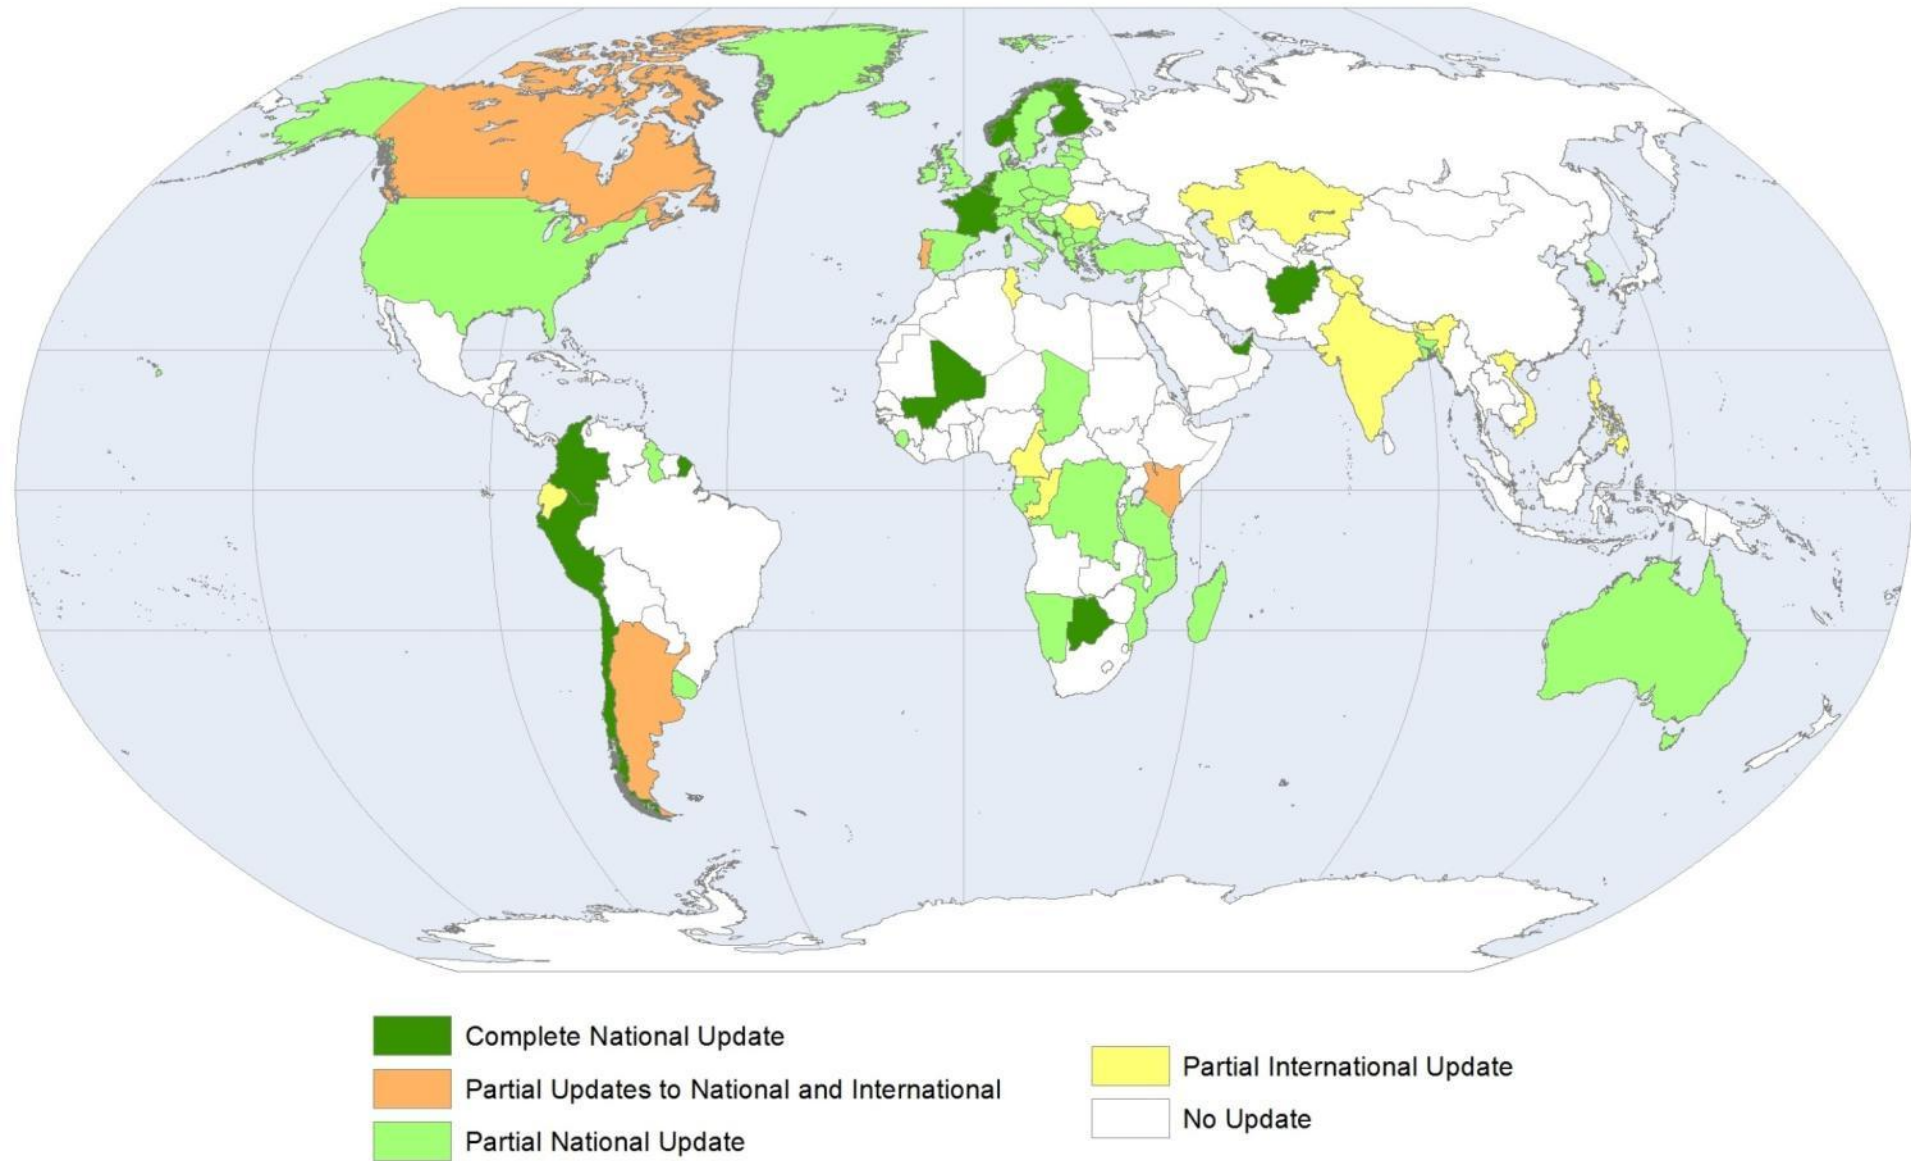 Complete National Update
Partial Updates to National and International
Partial National Update
Partial International Update
No Update